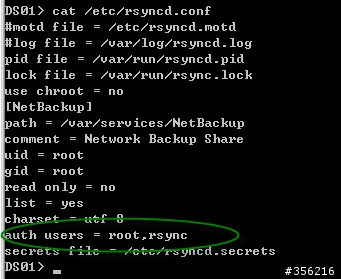 DS01> cat /etc/rsyncd.conf
#motd file = /etc/rsyncd.motd
#log file = /var/log/rsyncd.log
pid file = /var/run/rsyncd.pid
lock file = /var/run/rsync.lock
use chroot = no
[NetBackup]
path = /var/services/NetBackup
comment = Network Backup Share
uid = root
gid = root
read only = no
list = yes
charset = utf-8
auth users = root,rsync
secrets file = /etc/rsyncd.secrets
DS01> _
#356216